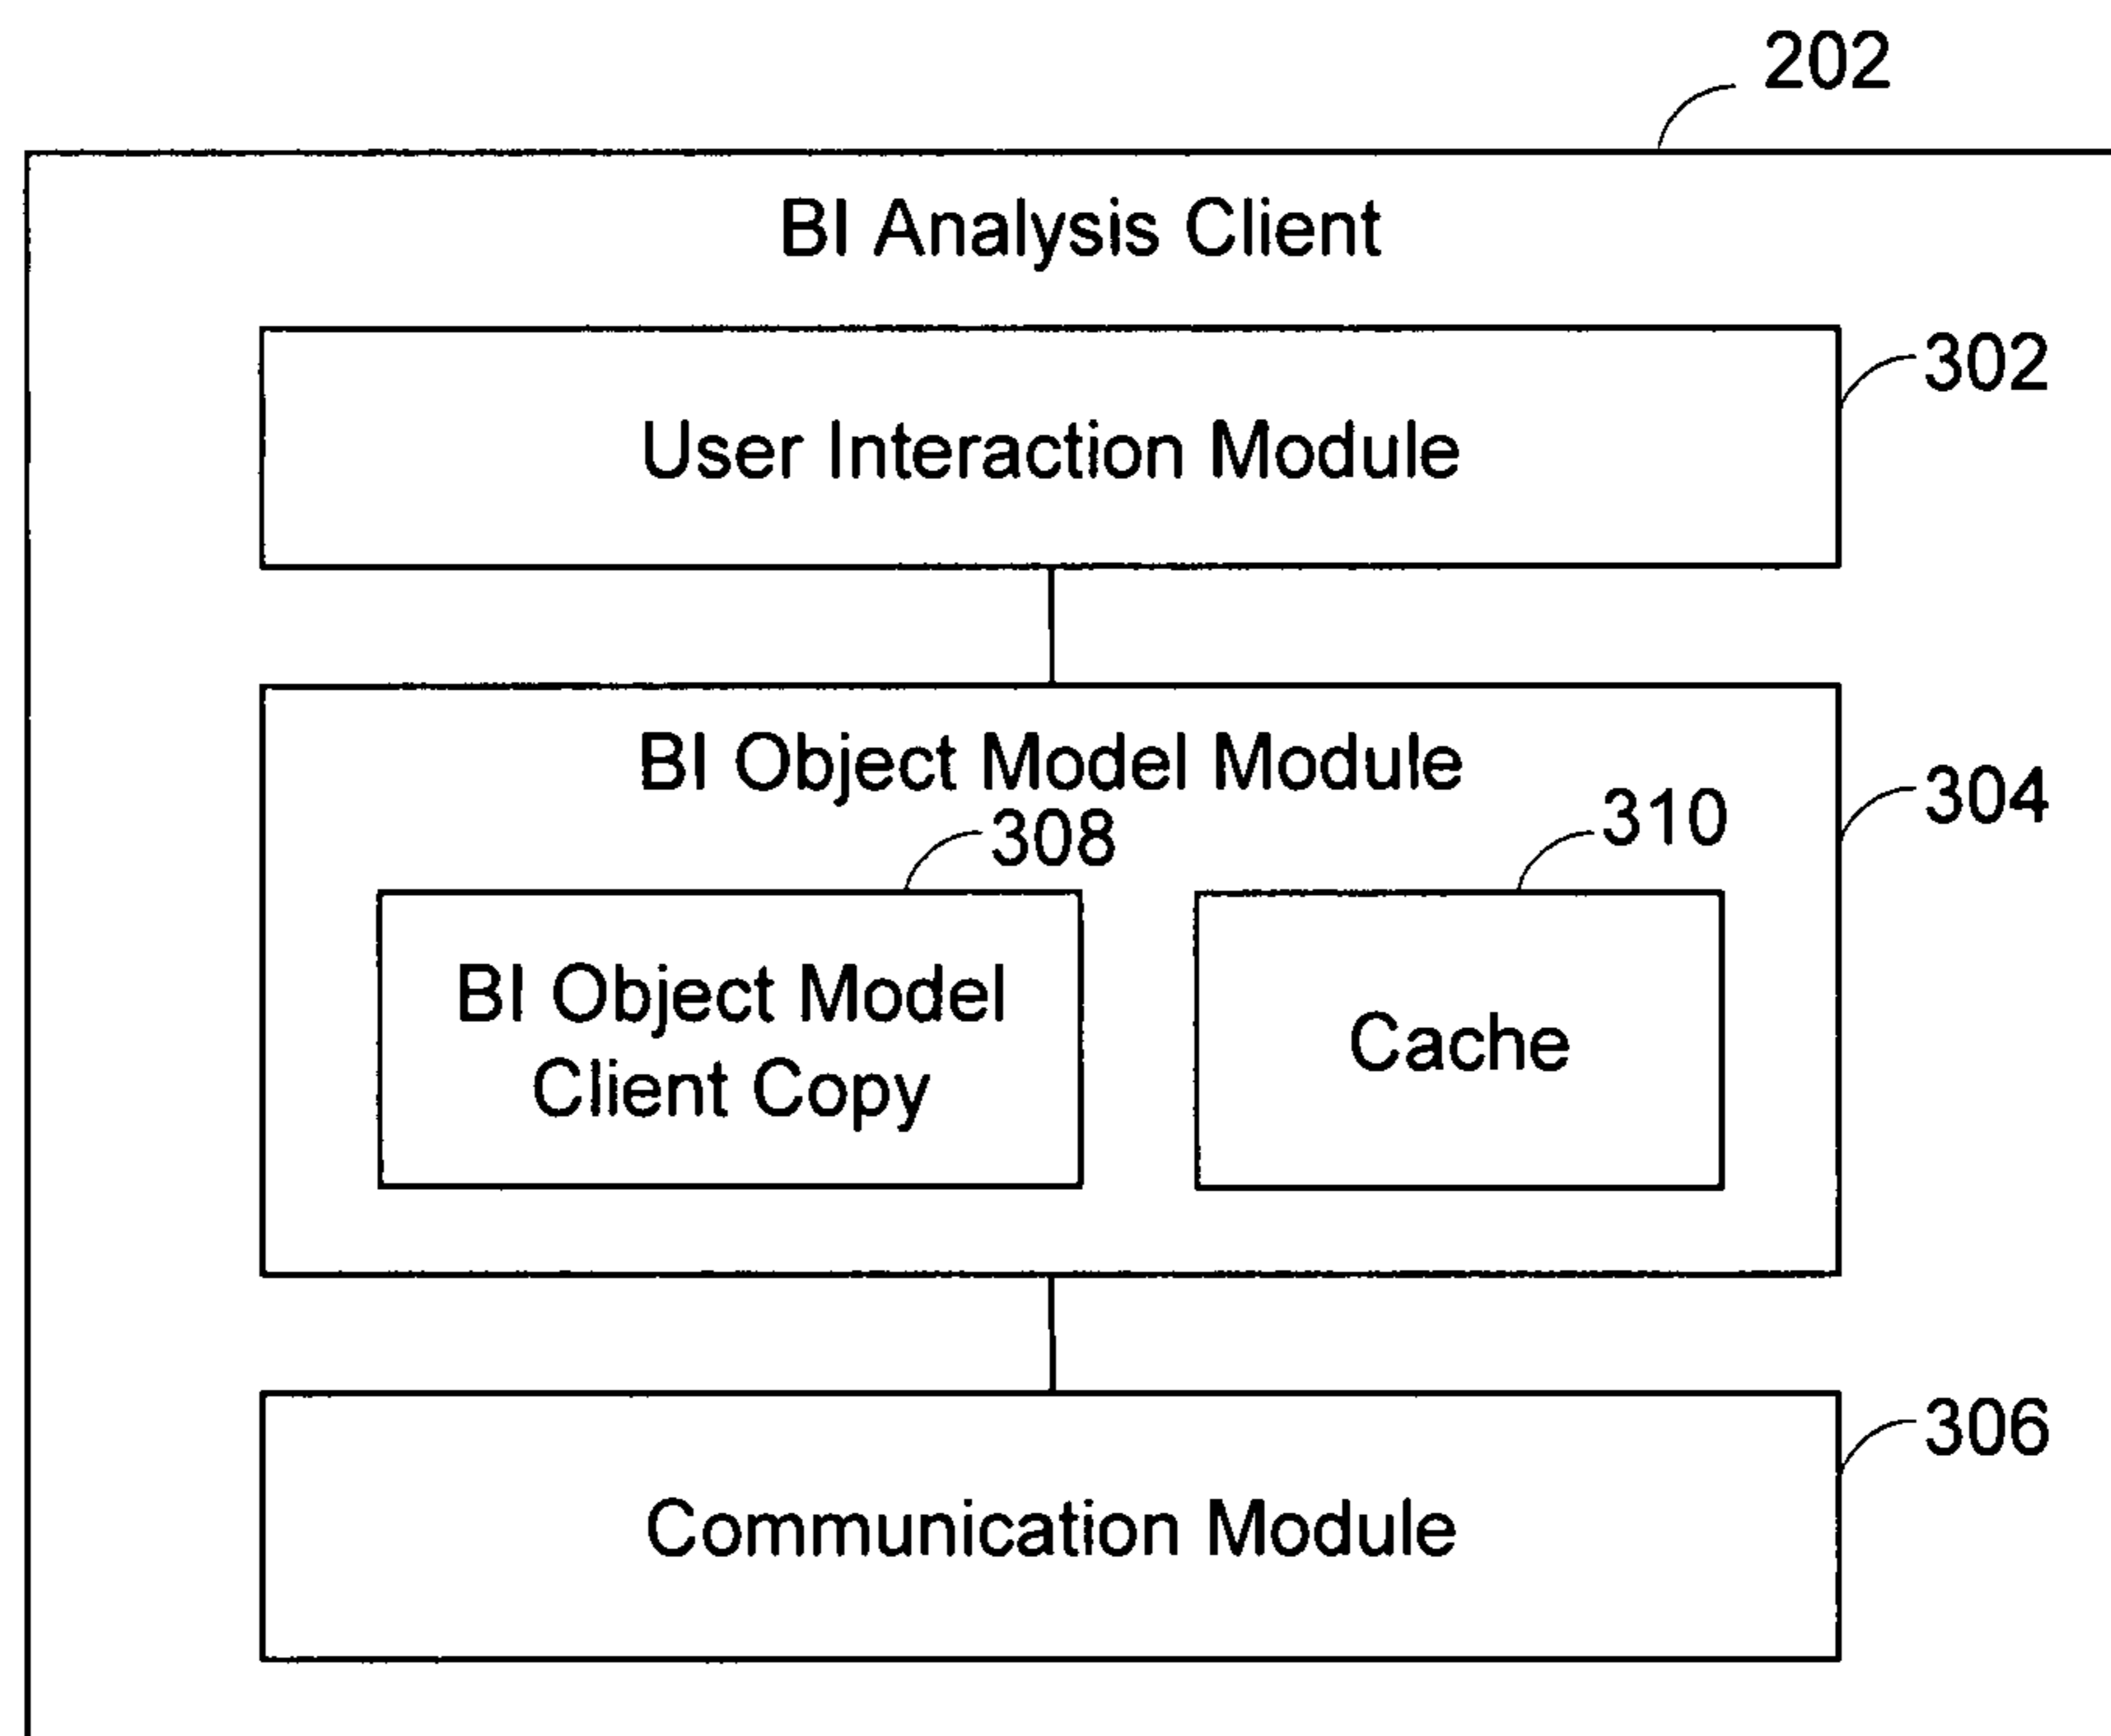 202
BI Analysis Client
302
User Interaction Module
BI Object Model Module
304
308
310
BI Object Model
Client Copy
Cache
306
Communication Module